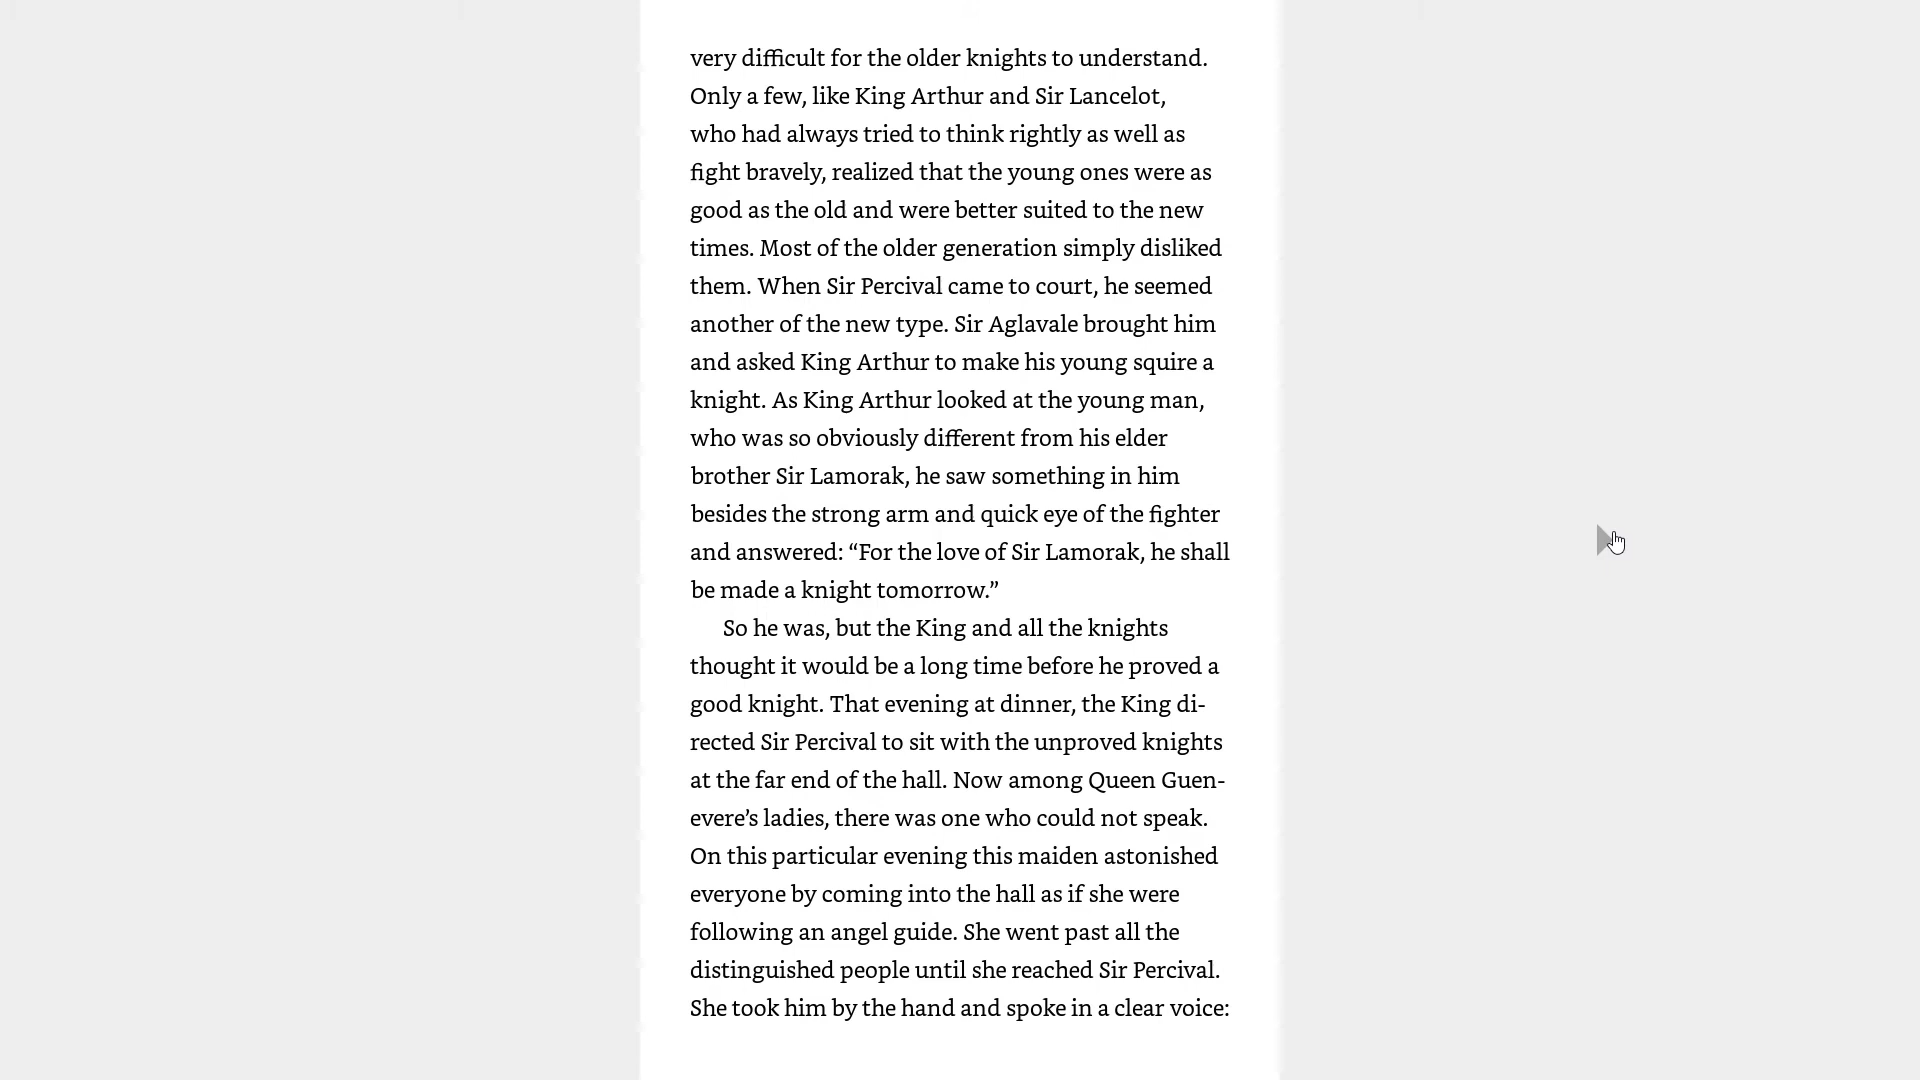 very difficult for the older knights to understand.
Only a few, like King Arthur and Sir Lancelot,
who had always tried to think rightly as well as
fight bravely, realized that the young ones were as
good as the old and were better suited to the new
times. Most of the older generation simply disliked
them. When Sir Percival came to court, he seemed
another of the new type. Sir Aglavale brought him
and asked King Arthur to make his young squire a
knight. As King Arthur looked at the young man,
who was so obviously different from his elder
brother Sir Lamorak, he saw something in him
besides the strong arm and quick eye of the fighter
and answered: “For the love of Sir Lamorak, he shall
be made a knight tomorrow.”
So he was, but the King and all the knights
thought it would be a long time before he proved a
good knight. That evening at dinner, the King di-
rected Sir Percival to sit with the unproved knights
at the far end of the hall. Now among Queen Guen-
evere’s ladies, there was one who could not speak.
On this particular evening this maiden astonished
everyone by coming into the hall as if she were
following an angel guide. She went past all the
distinguished people until she reached Sir Percival.
She took him by the hand and spoke in a clear voice: